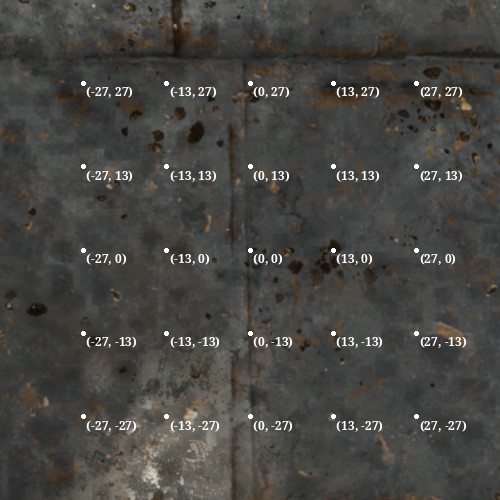 (-27, 27) (-13, 27) (0, 27) (13, 27) (27, 27)
(-27, 13) (-13, 13) (0, 13) (13, 13) (27, 13)
(-27, 0) (-13, 0) (0, 0) (13, 0) (27, 0)
(-27, -13) (-13, -13) (0, -13) (13, -13) (27, -13)
(-27, -27) (-13, -27) (0, -27) (13, -27) (27, -27)